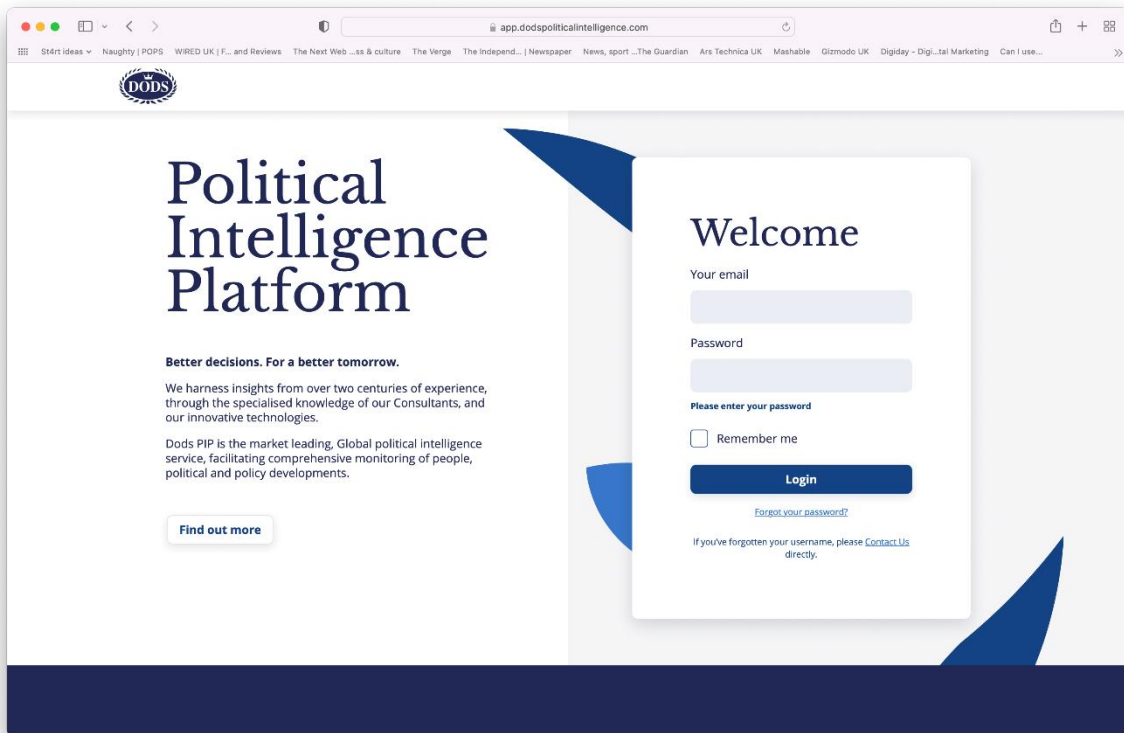 app.dodspoliticalintelligence.com
St4rt ideas Naughty | POPS WIRED UK | F... and Reviews The Next Web ...ss & culture The Verge The Independ... | Newspaper News, sport ...The Guardian Ars Technica UK Mashable Gizmodo UK Digiday - Digi...tal Marketing Can I use...
DODS
Political
Intelligence
Platform
Better decisions. For a better tomorrow.
We harness insights from over two centuries of experience,
through the specialised knowledge of our Consultants, and
our innovative technologies.
Dods PIP is the market leading, Global political intelligence
service, facilitating comprehensive monitoring of people,
political and policy developments.
Find out more
Welcome
Your email
Password
Please enter your password
Remember me
Login
Forgot your password?
If you've forgotten your username, please Contact Us
directly.